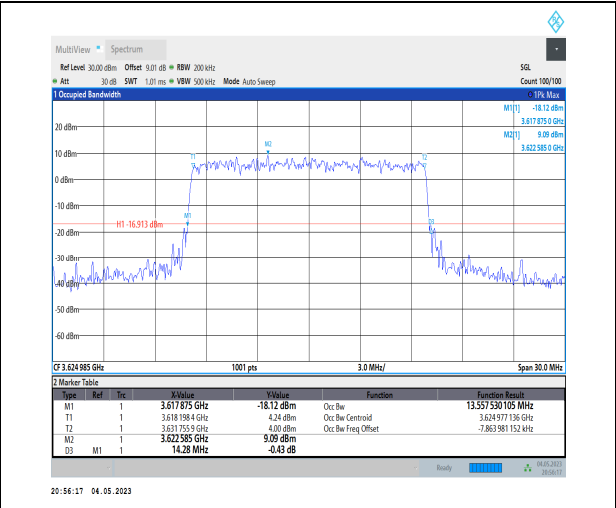 MultiView Spectrum
Ref Level 30.00 dBm Offset 9.01 dB RBW 200 kHz SGL
Att 30 dB SWT 1.01 ms VBW 500 kHz Mode Auto Sweep Count 100/100
1 Occupied Bandwidth 1Pk Max
M1[1] -18.12 dBm
3.617 875 0 GHz
M2[1] 9.09 dBm
3.622 585 0 GHz
20 dBm
M2
10 dBm
T1 T2
0 dBm
-10 dBm
M1
H1 -16.913 dBm
D3
-20 dBm
-30 dBm
-40 dBm
-50 dBm
-60 dBm
CF 3.624 985 GHz 1001 pts 3.0 MHz/ Span 30.0 MHz
2 Marker Table
Type Ref Trc X-Value Y-Value Function Function Result
M1 1 3.617 875 GHz -18.12 dBm Occ Bw 13.557 530 105 MHz
T1 1 3.618 198 4 GHz 4.24 dBm Occ Bw Centroid 3.624 977 136 GHz
T2 1 3.631 755 9 GHz 4.00 dBm Occ Bw Freq Offset -7.863 981 152 kHz
M2 1 3.622 585 GHz 9.09 dBm
D3 M1 1 14.28 MHz -0.43 dB
Ready 04.05.2023
20:56:17
20:56:17 04.05.2023